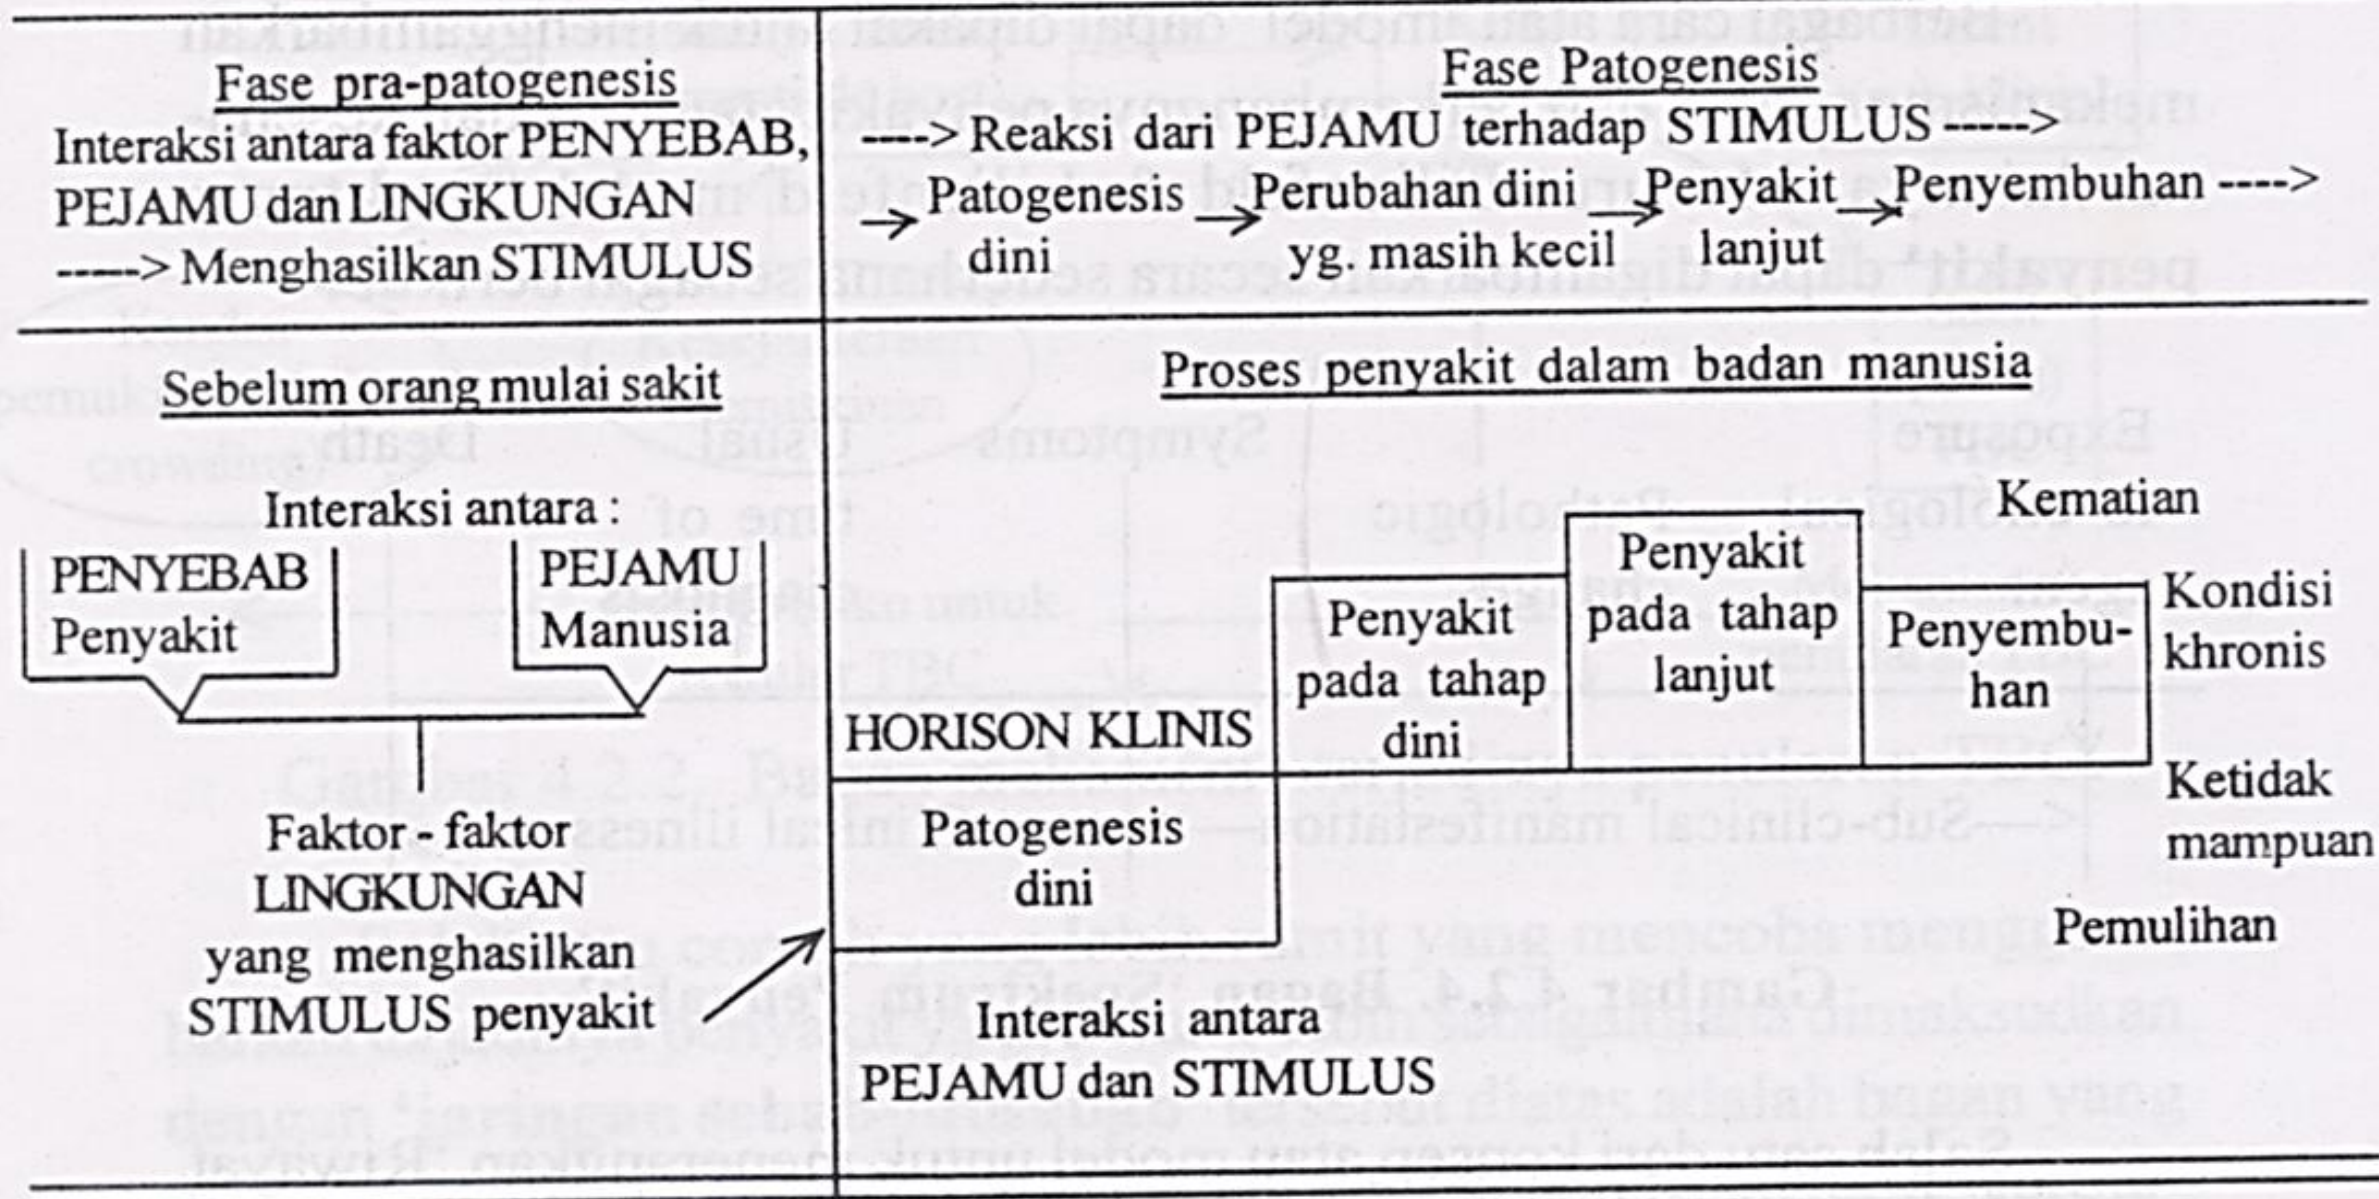 Fase pra-patogenesis
Interaksi antara faktor PENYEBAB,
PEJAMU dan LINGKUNGAN
-----> Menghasilkan STIMULUS
Fase Patogenesis
----> Reaksi dari PEJAMU terhadap STIMULUS ----->
→ Patogenesis → Perubahan dini → Penyakit → Penyembuhan ---->
dini yg. masih kecil lanjut
Sebelum orang mulai sakit
Interaksi antara :
PENYEBAB
Penyakit
PEJAMU
Manusia
Faktor - faktor
LINGKUNGAN
yang menghasilkan
STIMULUS penyakit
Proses penyakit dalam badan manusia
HORISON KLINIS
Patogenesis
dini
Interaksi antara
PEJAMU dan STIMULUS
Penyakit
pada tahap
dini
Penyakit
pada tahap
lanjut
Penyembu-
han
Kematian
Kondisi
khronis
Ketidak
mampuan
Pemulihan